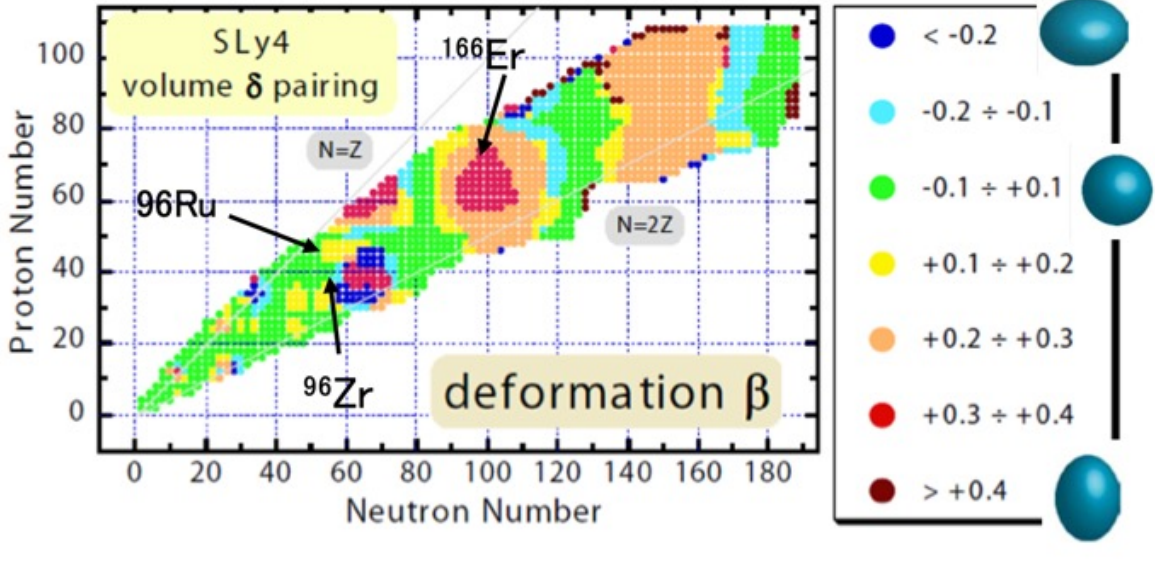 SLy4
volume δ pairing
¹⁶⁶Er
N=Z
96Ru
N=2Z
⁹⁶Zr
deformation β
Proton Number
100
80
60
40
20
0
0 20 40 60 80 100 120 140 160 180
Neutron Number
< -0.2
-0.2 ÷ -0.1
-0.1 ÷ +0.1
+0.1 ÷ +0.2
+0.2 ÷ +0.3
+0.3 ÷ +0.4
> +0.4